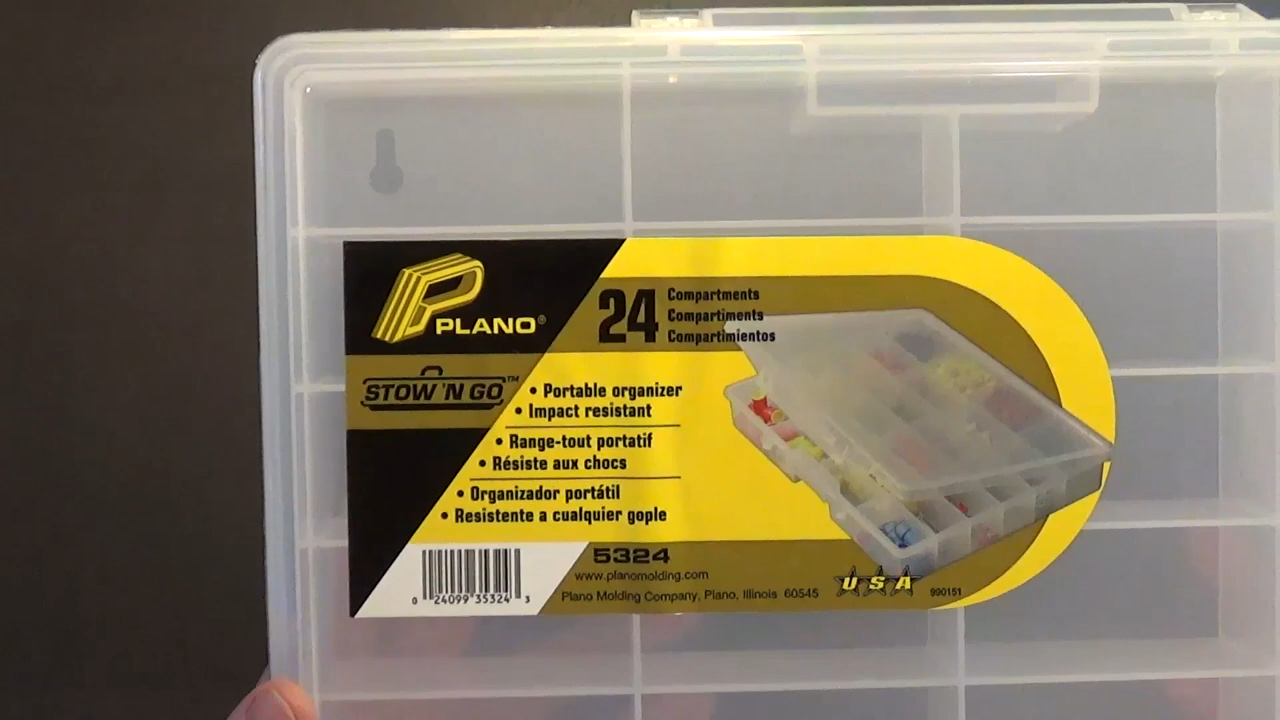 PLANO®
STOW 'N GO™
24
Compartments
Compartiments
Compartimientos
• Portable organizer
• Impact resistant
• Range-tout portatif
• Résiste aux chocs
• Organizador portátil
• Resistente a cualquier gople
0 24099 35324 3
5324
www.planomolding.com
Plano Molding Company, Plano, Illinois 60545
USA
990151